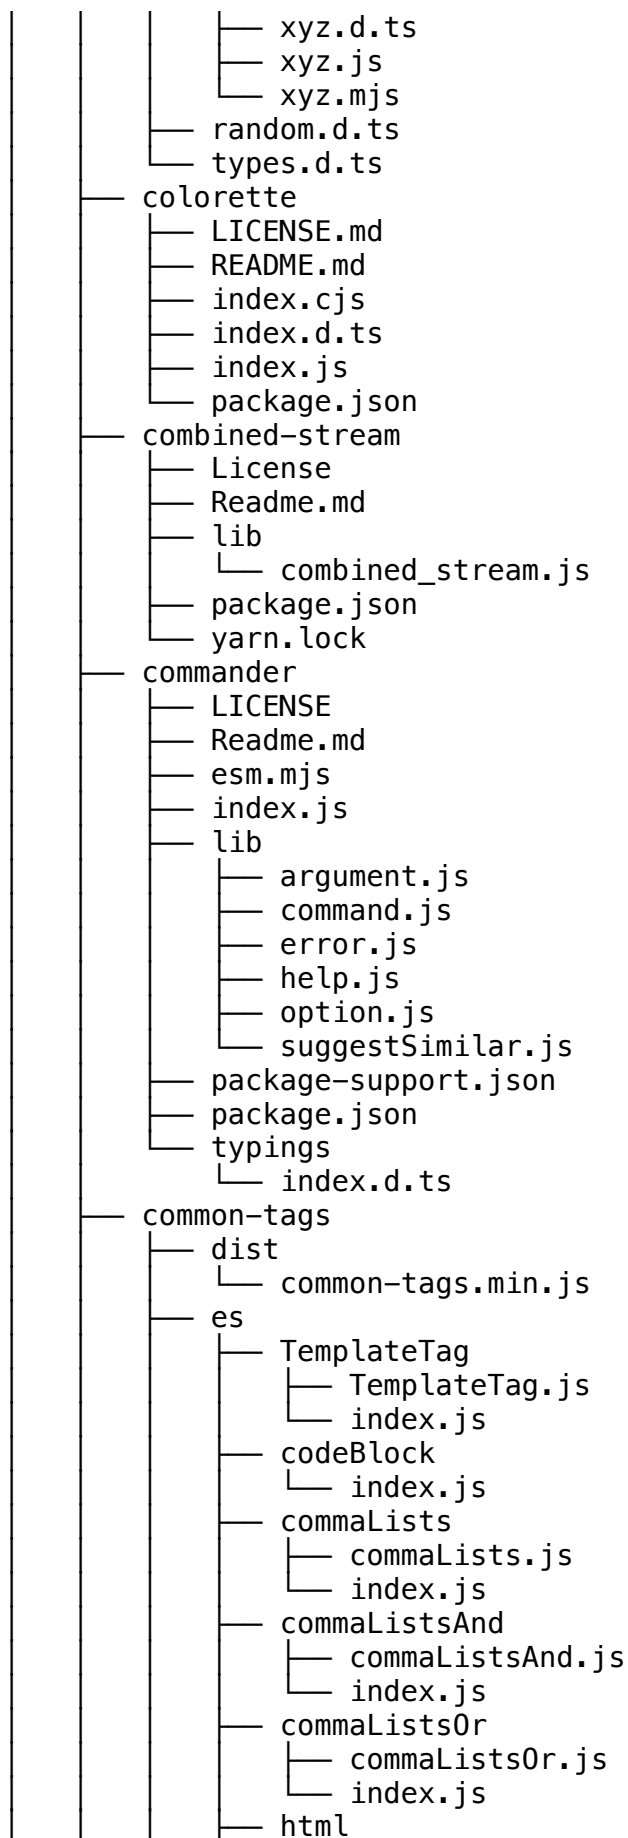 │   │   │   ├── xyz.d.ts
│   │   │   ├── xyz.js
│   │   │   └── xyz.mjs
│   │   ├── random.d.ts
│   │   └── types.d.ts
│   ├── colorette
│   │   ├── LICENSE.md
│   │   ├── README.md
│   │   ├── index.cjs
│   │   ├── index.d.ts
│   │   ├── index.js
│   │   └── package.json
│   ├── combined-stream
│   │   ├── License
│   │   ├── Readme.md
│   │   ├── lib
│   │   │   └── combined_stream.js
│   │   ├── package.json
│   │   └── yarn.lock
│   ├── commander
│   │   ├── LICENSE
│   │   ├── Readme.md
│   │   ├── esm.mjs
│   │   ├── index.js
│   │   ├── lib
│   │   │   ├── argument.js
│   │   │   ├── command.js
│   │   │   ├── error.js
│   │   │   ├── help.js
│   │   │   ├── option.js
│   │   │   └── suggestSimilar.js
│   │   ├── package-support.json
│   │   ├── package.json
│   │   └── typings
│   │       └── index.d.ts
│   ├── common-tags
│   │   ├── dist
│   │   │   └── common-tags.min.js
│   │   ├── es
│   │   │   ├── TemplateTag
│   │   │   │   ├── TemplateTag.js
│   │   │   │   └── index.js
│   │   │   ├── codeBlock
│   │   │   │   └── index.js
│   │   │   ├── commaLists
│   │   │   │   ├── commaLists.js
│   │   │   │   └── index.js
│   │   │   ├── commaListsAnd
│   │   │   │   ├── commaListsAnd.js
│   │   │   │   └── index.js
│   │   │   ├── commaListsOr
│   │   │   │   ├── commaListsOr.js
│   │   │   │   └── index.js
│   │   │   ├── html